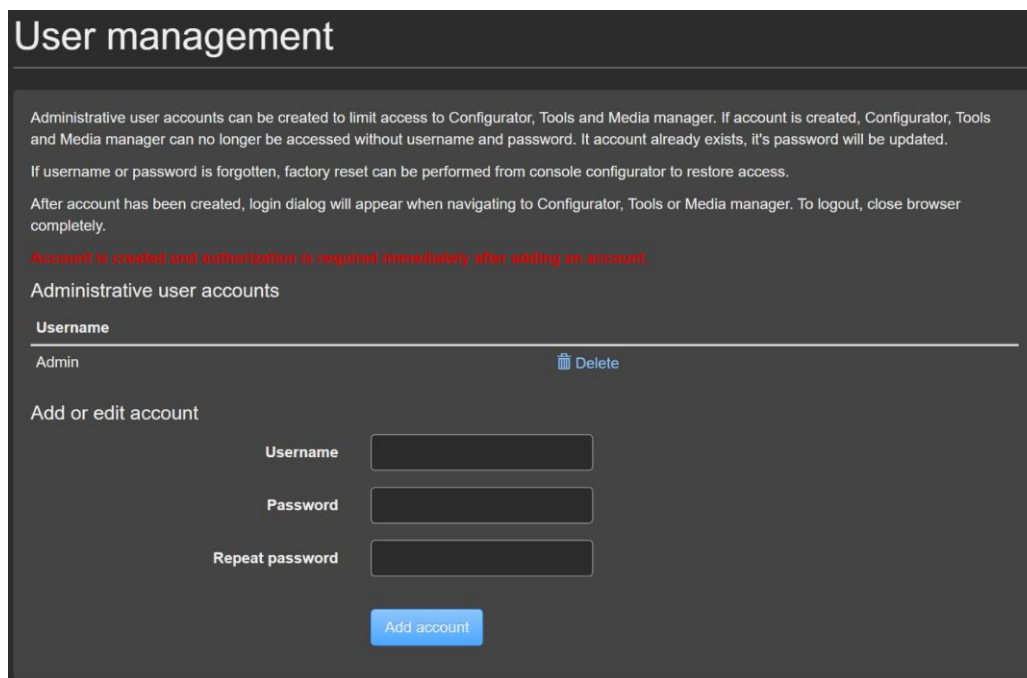 User management
Administrative user accounts can be created to limit access to Configurator, Tools and Media manager. If account is created, Configurator, Tools
and Media manager can no longer be accessed without username and password. It account already exists, it's password will be updated.
If username or password is forgotten, factory reset can be performed from console configurator to restore access.
After account has been created, login dialog will appear when navigating to Configurator, Tools or Media manager. To logout, close browser
completely.
Account is created and authorization is required immediately after adding an account.
Administrative user accounts
Username
Admin Delete
Add or edit account
Username
Password
Repeat password
Add account